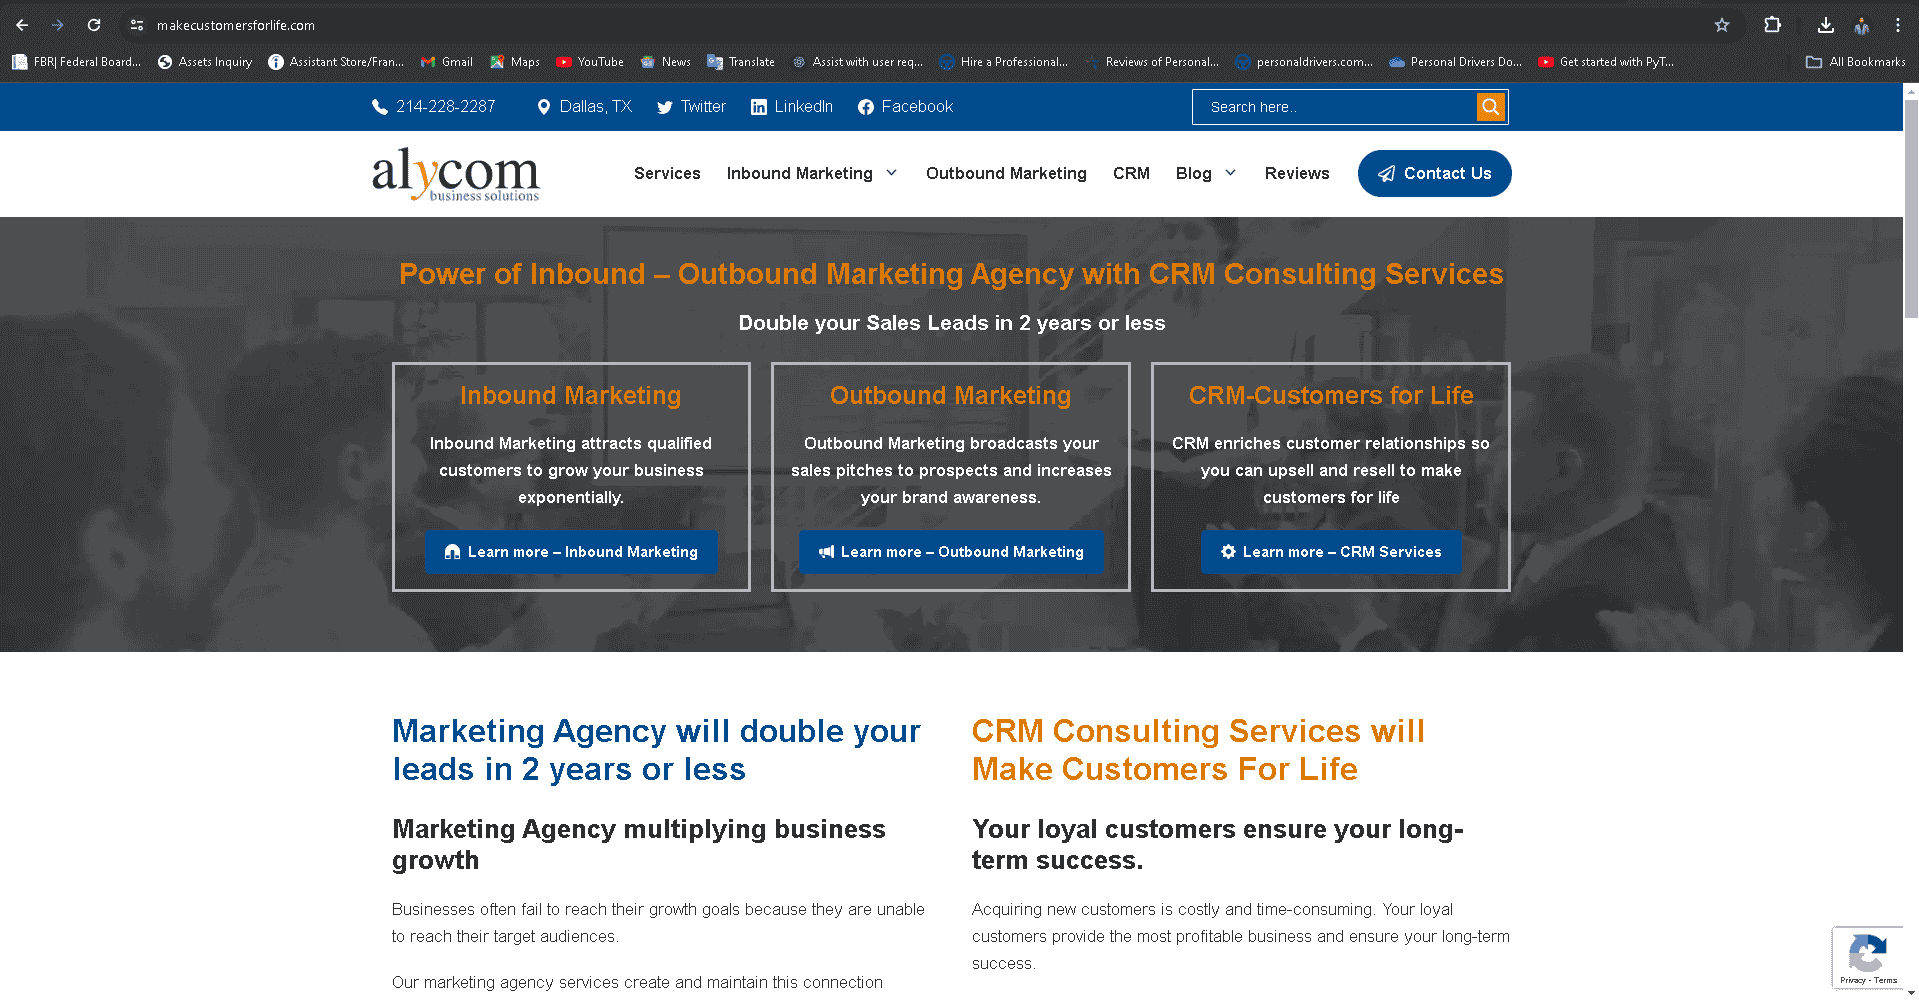 makecustomersforlife.com
FBR| Federal Board... Assets Inquiry Assistant Store/Fran... Gmail Maps YouTube News Translate Assist with user req... Hire a Professional... Reviews of Personal... personaldrivers.com... Personal Drivers Do... Get started with PyT... All Bookmarks
214-228-2287 Dallas, TX Twitter LinkedIn Facebook Search here..
alycom
business solutions
Services Inbound Marketing Outbound Marketing CRM Blog Reviews Contact Us
Power of Inbound – Outbound Marketing Agency with CRM Consulting Services
Double your Sales Leads in 2 years or less
Inbound Marketing
Inbound Marketing attracts qualified
customers to grow your business
exponentially.
Learn more – Inbound Marketing
Outbound Marketing
Outbound Marketing broadcasts your
sales pitches to prospects and increases
your brand awareness.
Learn more – Outbound Marketing
CRM-Customers for Life
CRM enriches customer relationships so
you can upsell and resell to make
customers for life
Learn more – CRM Services
Marketing Agency will double your
leads in 2 years or less
Marketing Agency multiplying business
growth
Businesses often fail to reach their growth goals because they are unable
to reach their target audiences.
Our marketing agency services create and maintain this connection
CRM Consulting Services will
Make Customers For Life
Your loyal customers ensure your long-
term success.
Acquiring new customers is costly and time-consuming. Your loyal
customers provide the most profitable business and ensure your long-term
success.
Privacy - Terms